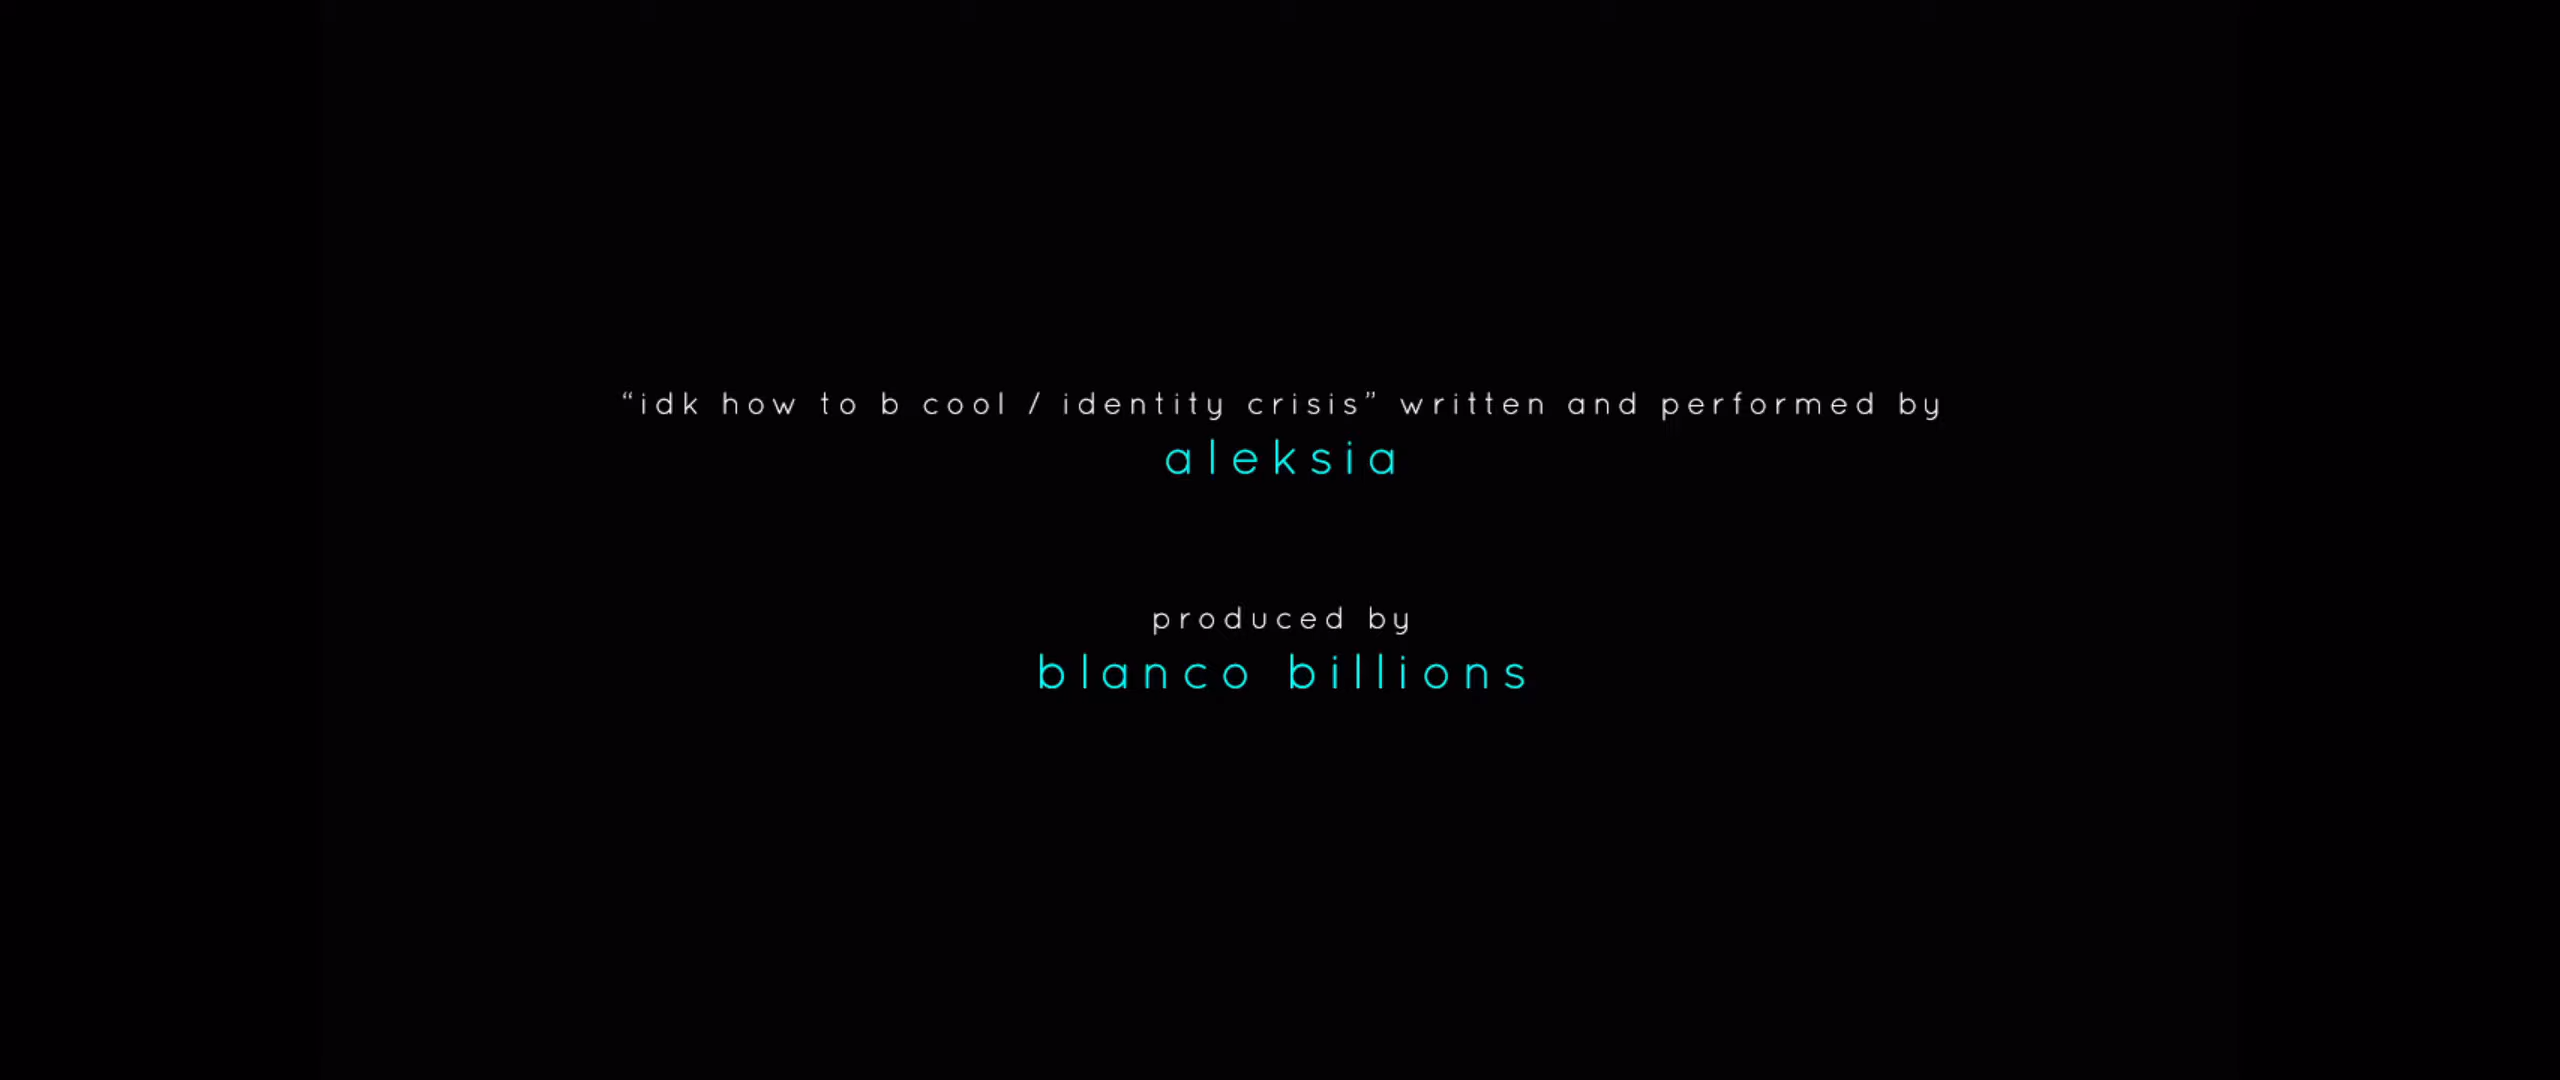 “idk how to b cool / identity crisis” written and performed by
aleksia
produced by
blanco billions